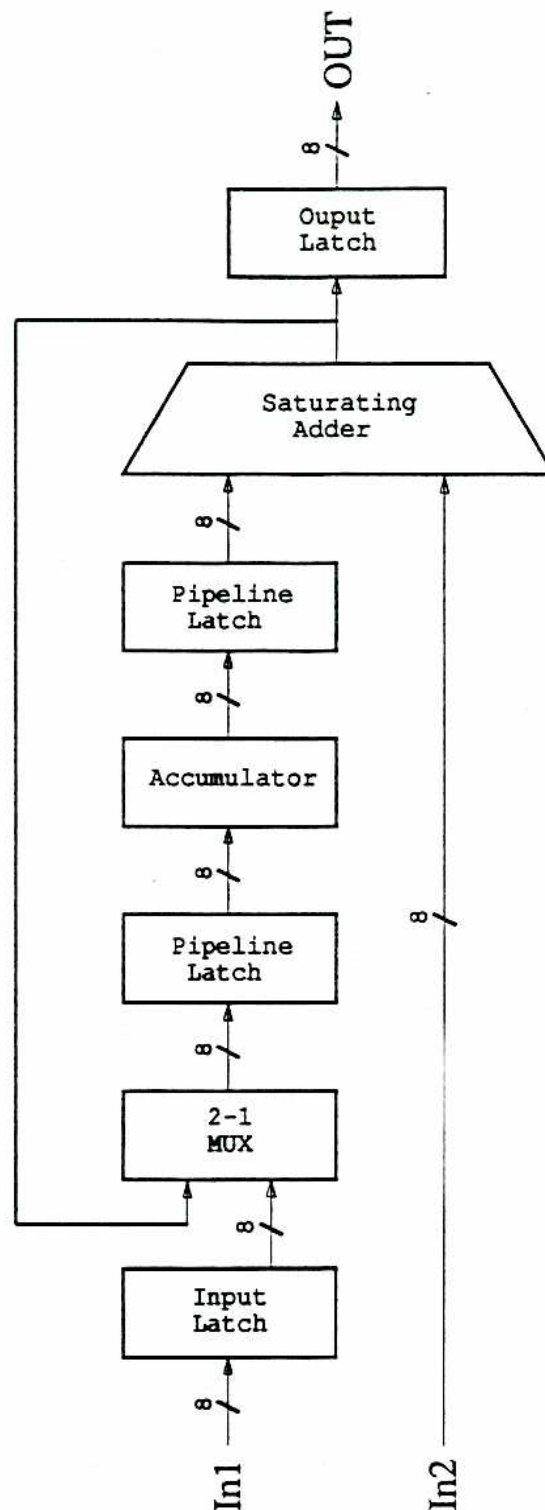 OUT
8
Ouput
Latch
Saturating
Adder
8
Pipeline
Latch
8
Accumulator
8
8
Pipeline
Latch
8
2-1
MUX
8
Input
Latch
8
In1
In2